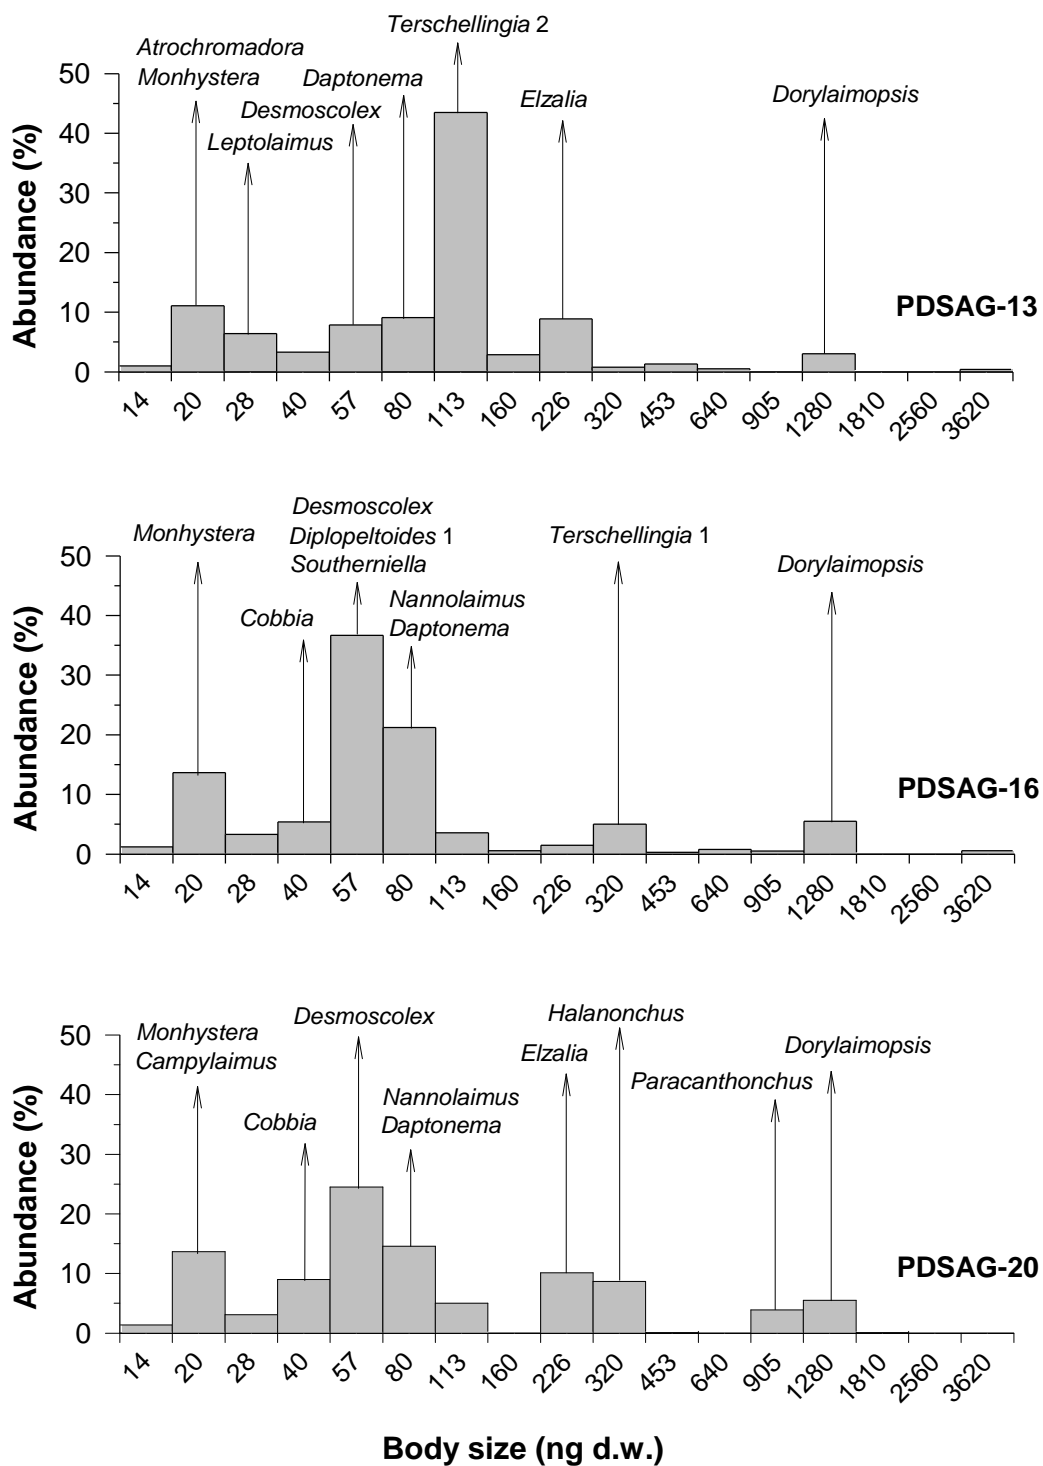 Terschellingia 2
Atrochromadora
Monhystera
Daptonema
Desmoscolex
Leptolaimus
Elzalia
Dorylaimopsis
Abundance (%)
50
40
30
20
10
0
PDSAG-13
14 20 28 40 57 80 113 160 226 320 453 640 905 1280 1810 2560 3620
Desmoscolex
Diplopeltoides 1
Southerniella
Monhystera
Cobbia
Nannolaimus
Daptonema
Terschellingia 1
Dorylaimopsis
Abundance (%)
50
40
30
20
10
0
PDSAG-16
14 20 28 40 57 80 113 160 226 320 453 640 905 1280 1810 2560 3620
Monhystera
Campylaimus
Desmoscolex
Cobbia
Nannolaimus
Daptonema
Halanonchus
Elzalia
Paracanthonchus
Dorylaimopsis
Abundance (%)
50
40
30
20
10
0
PDSAG-20
14 20 28 40 57 80 113 160 226 320 453 640 905 1280 1810 2560 3620
Body size (ng d.w.)